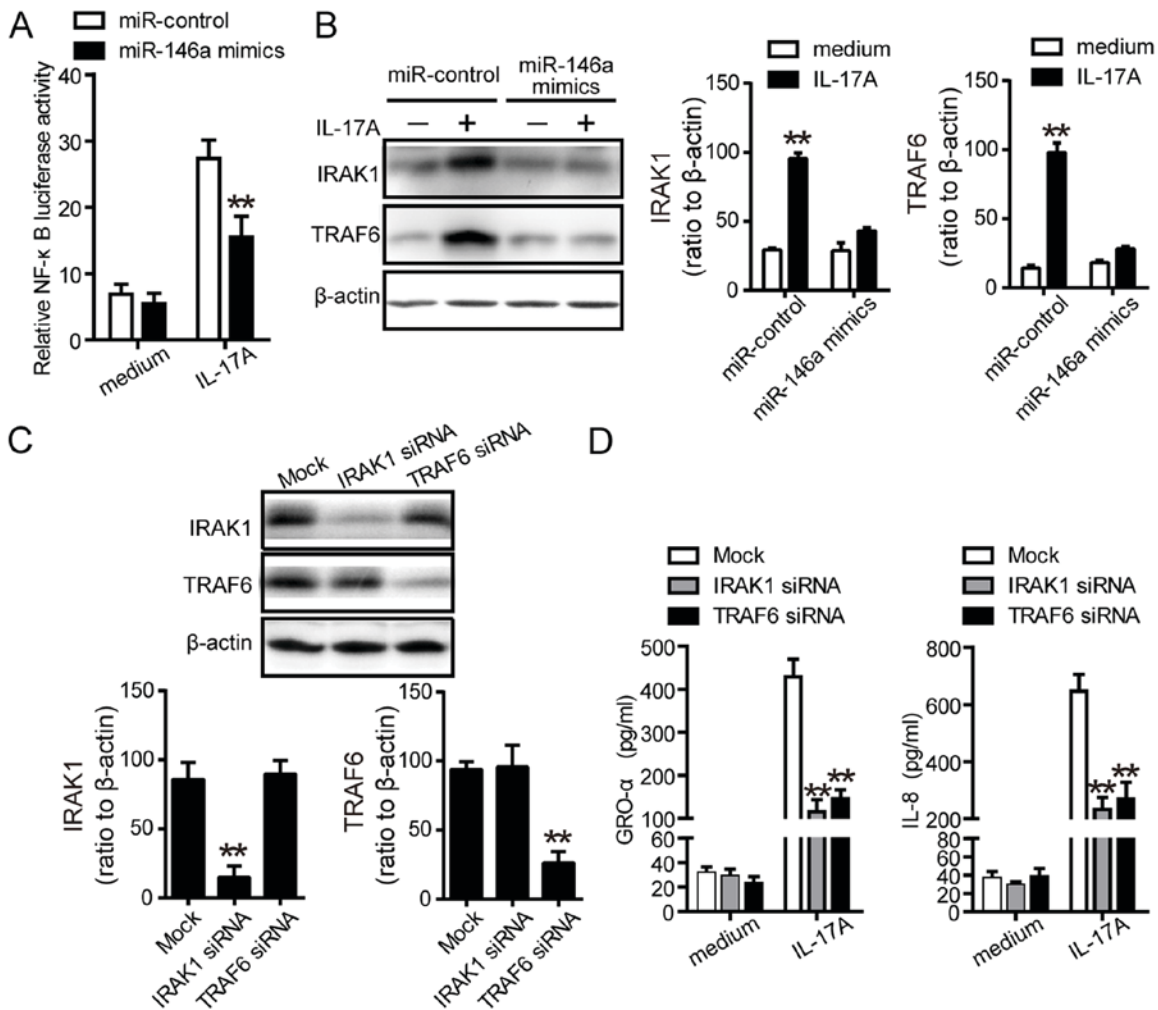 A
miR-control
miR-146a mimics
Relative NF-κ B luciferase activity
40
30
20
10
0
**
medium
IL-17A
B
miR-control
miR-146a
mimics
IL-17A
— + — +
IRAK1
TRAF6
β-actin
medium
IL-17A
IRAK1
(ratio to β-actin)
150
100
50
0
**
miR-control
miR-146a mimics
medium
IL-17A
TRAF6
(ratio to β-actin)
150
100
50
0
**
miR-control
miR-146a mimics
C
Mock
IRAK1 siRNA
TRAF6 siRNA
IRAK1
TRAF6
β-actin
IRAK1
(ratio to β-actin)
150
100
50
0
**
Mock
IRAK1 siRNA
TRAF6 siRNA
TRAF6
(ratio to β-actin)
150
100
50
0
**
Mock
IRAK1 siRNA
TRAF6 siRNA
D
Mock
IRAK1 siRNA
TRAF6 siRNA
GRO-α (pg/ml)
500
400
300
200
100
60
40
20
0
** **
medium
IL-17A
Mock
IRAK1 siRNA
TRAF6 siRNA
IL-8 (pg/ml)
800
600
400
200
80
60
40
20
0
** **
medium
IL-17A